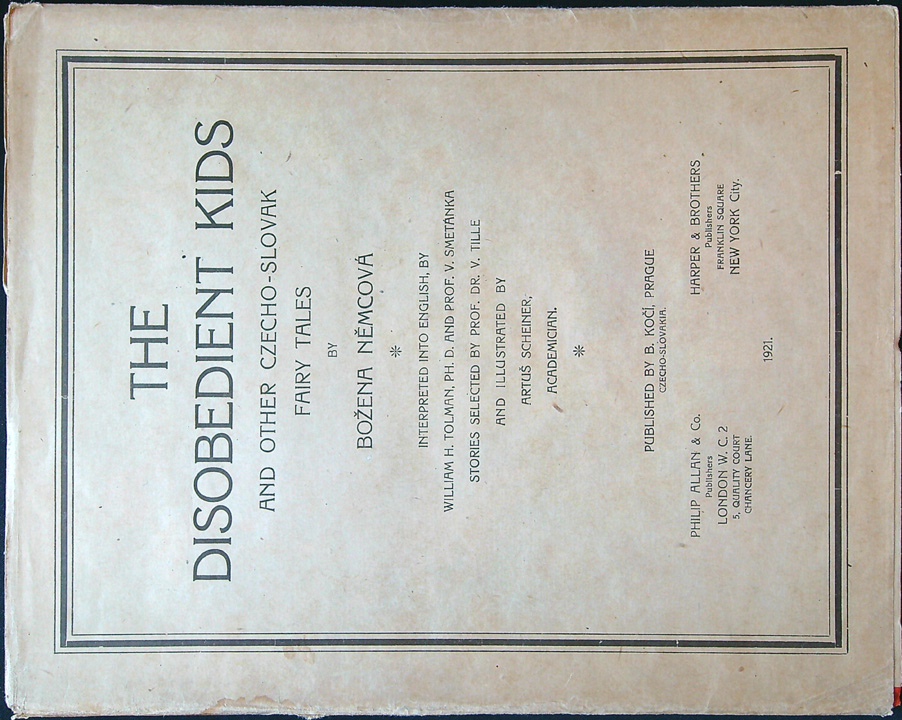 THE
DISOBEDIENT KIDS
AND OTHER CZECHO-SLOVAK
FAIRY TALES
BY
BOŽENA NĚMCOVÁ
INTERPRETED INTO ENGLISH, BY
WILLIAM H. TOLMAN, PH. D. AND PROF. V. SMETANKA
STORIES SELECTED BY PROF. DR. V. TILLE
AND ILLUSTRATED BY
ARTUŠ SCHEINER,
ACADEMICIAN.
PUBLISHED BY B. KOČÍ, PRAGUE
CZECHO-SLOVAKIA.
PHILIP ALLAN & Co.
Publishers
LONDON W. C. 2
5, QUALITY COURT
CHANCERY LANE.
HARPER & BROTHERS
Publishers
FRANKLIN SQUARE
NEW YORK City.
1921.